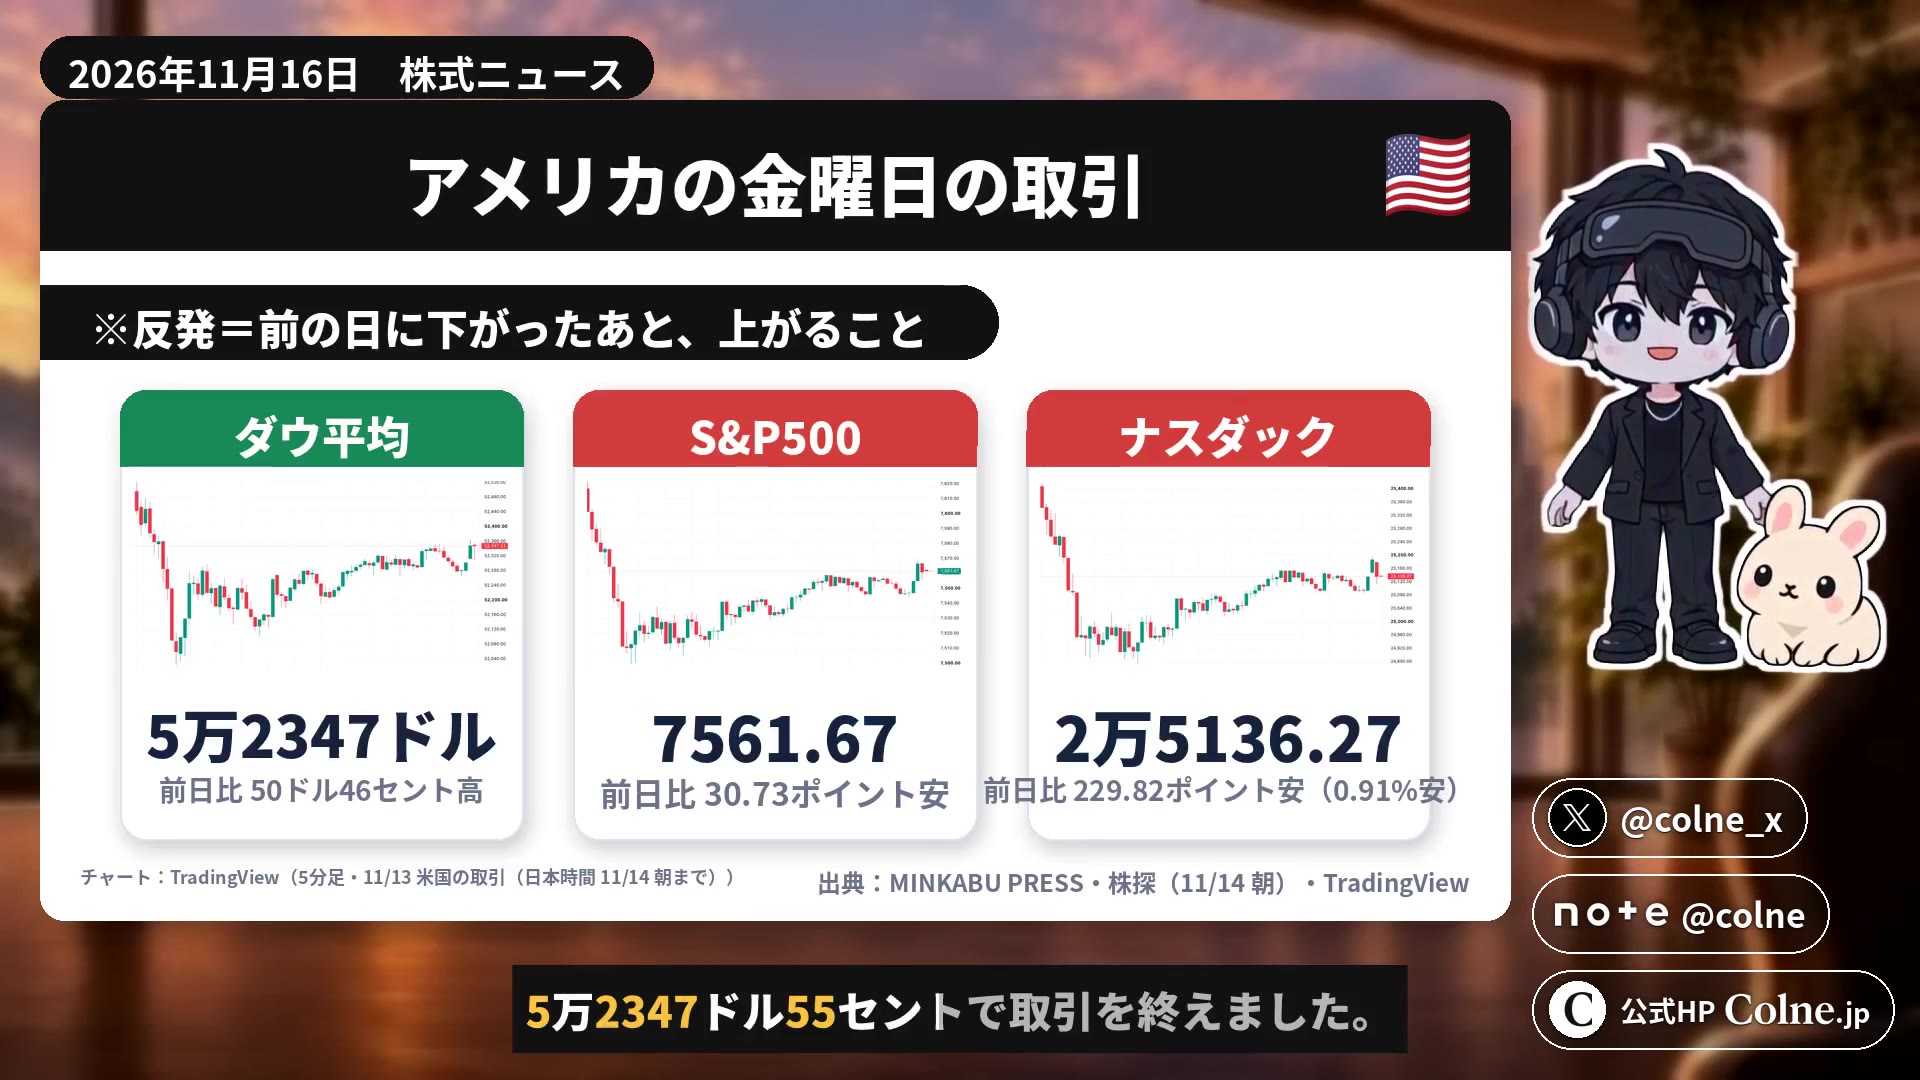 2026年11月16日　株式ニュース
アメリカの金曜日の取引
※反発＝前の日に下がったあと、上がること
ダウ平均
S&P500
ナスダック
5万2347ドル
前日比 50ドル46セント高
7561.67
前日比 30.73ポイント安
2万5136.27
前日比 229.82ポイント安（0.91%安）
チャート：TradingView（5分足・11/13 米国の取引（日本時間 11/14 朝まで））
出典：MINKABU PRESS・株探（11/14 朝）・TradingView
5万2347ドル55セントで取引を終えました。
@colne_x
note @colne
C 公式HP Colne.jp